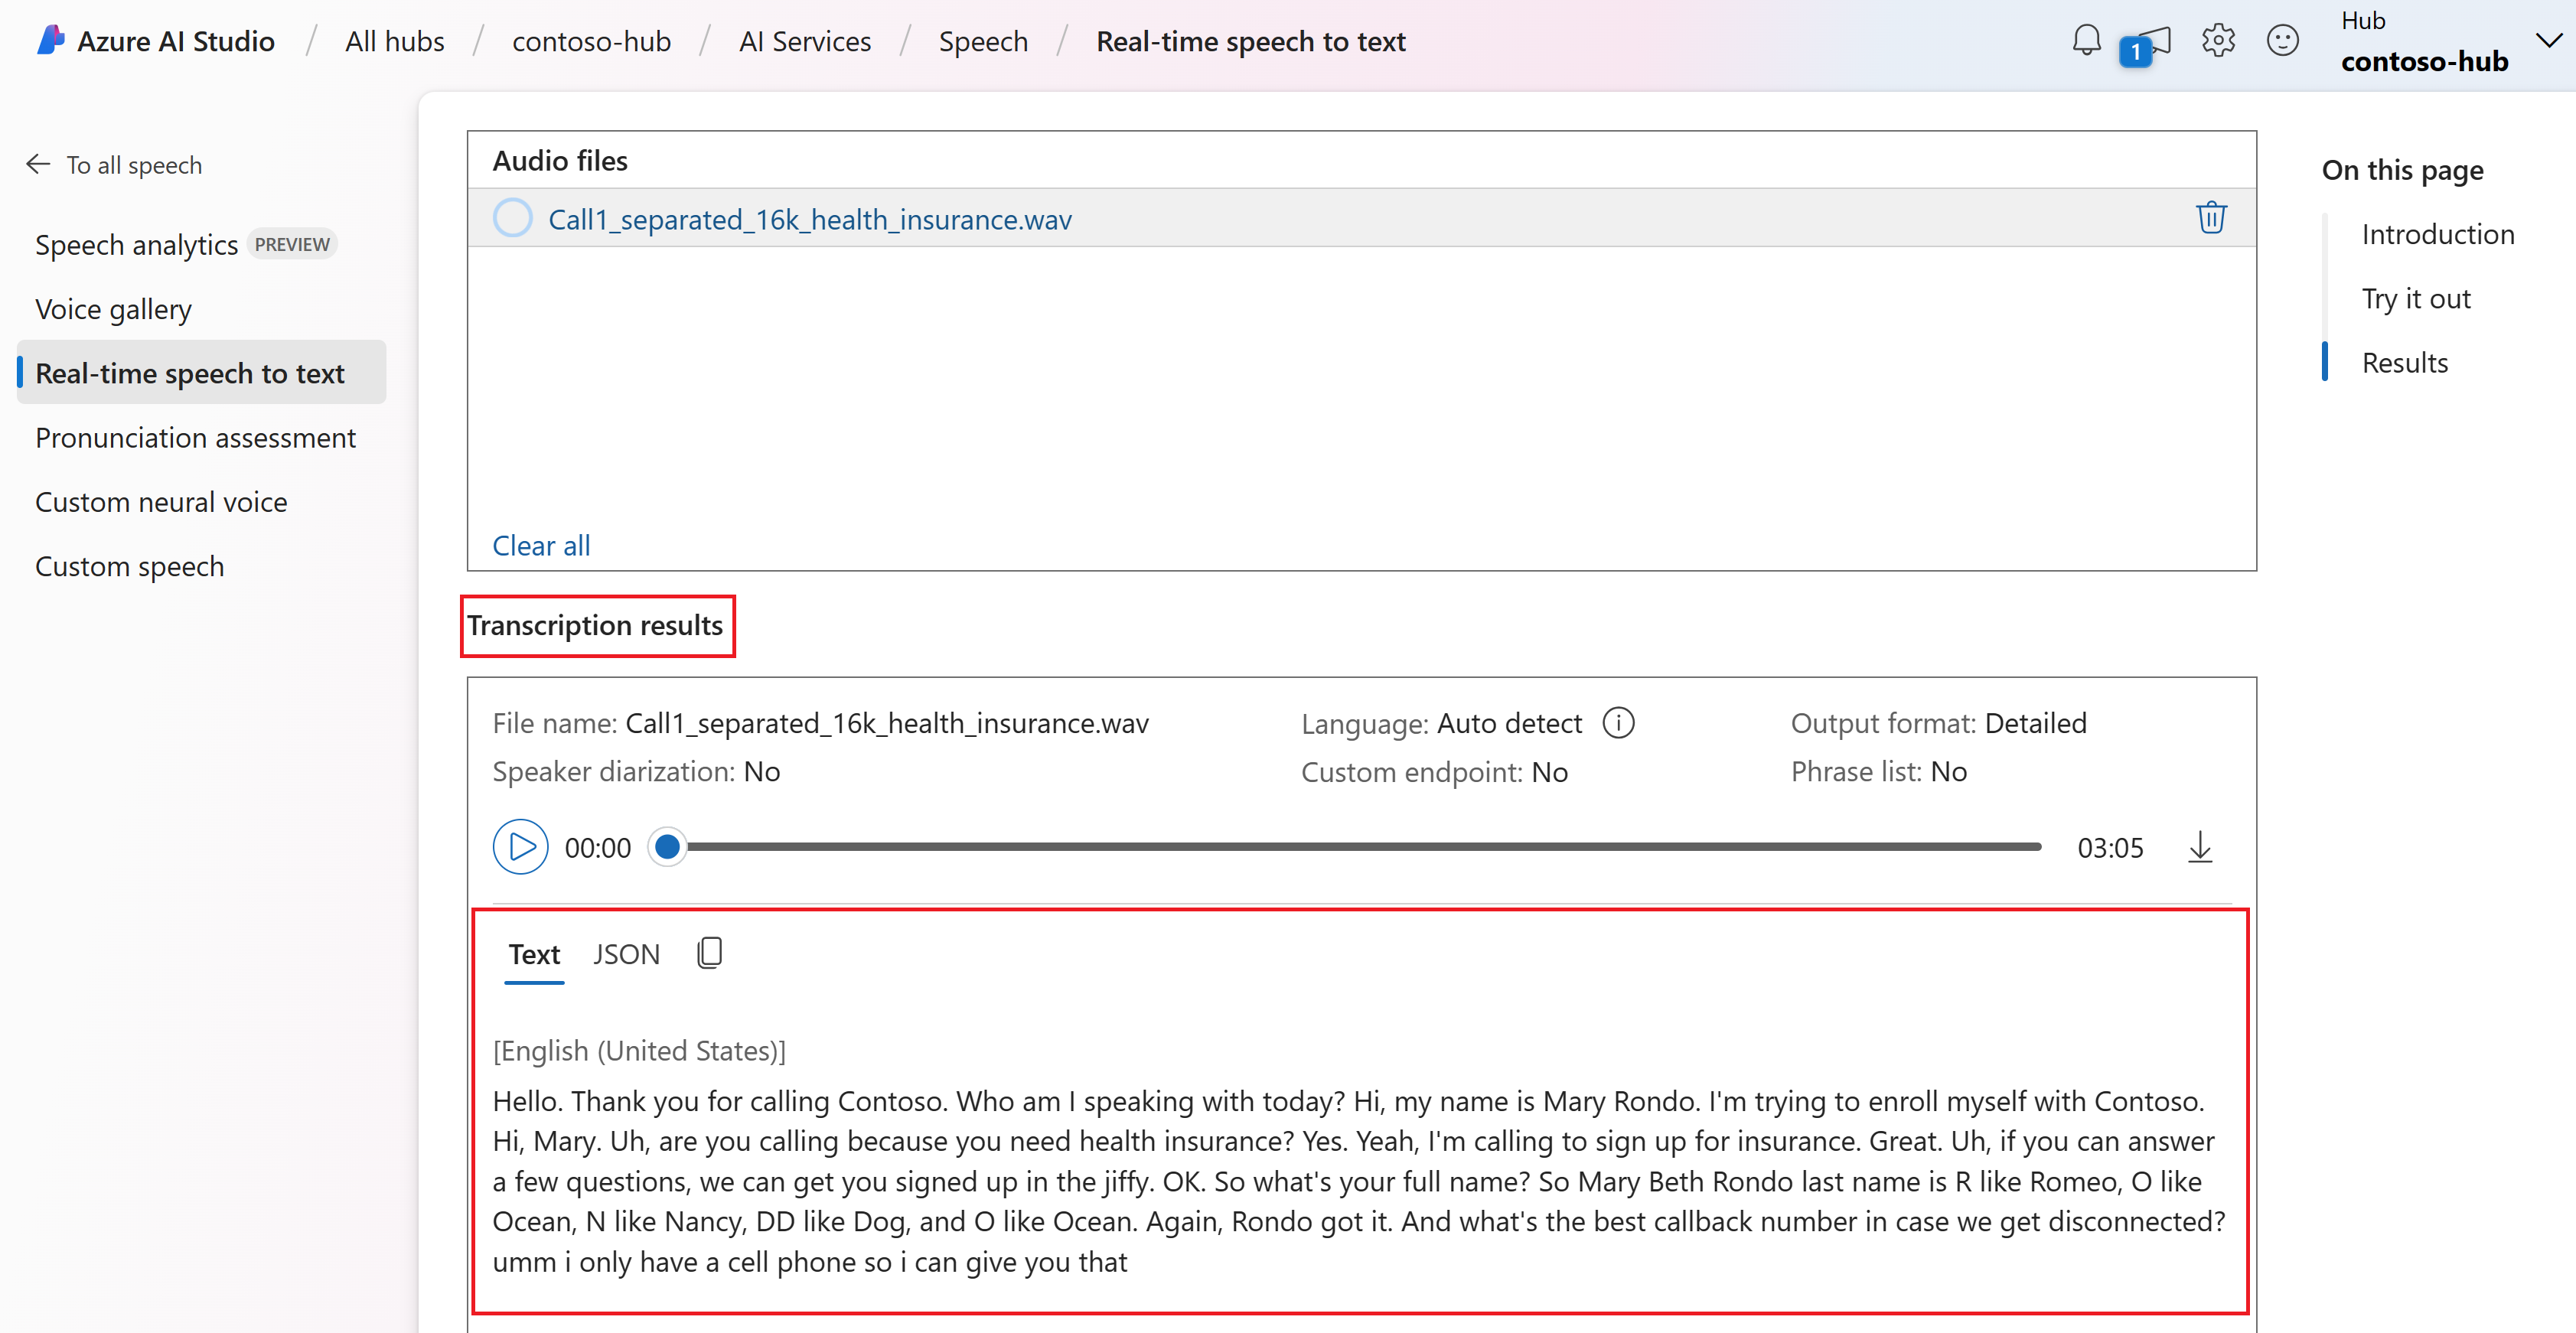 Azure AI Studio / All hubs / contoso-hub / AI Services / Speech / Real-time speech to text
1
Hub
contoso-hub
To all speech
Speech analytics PREVIEW
Voice gallery
Real-time speech to text
Pronunciation assessment
Custom neural voice
Custom speech
Audio files
Call1_separated_16k_health_insurance.wav
Clear all
Transcription results
File name: Call1_separated_16k_health_insurance.wav
Language: Auto detect
Output format: Detailed
Speaker diarization: No
Custom endpoint: No
Phrase list: No
00:00
03:05
Text
JSON
[English (United States)]
Hello. Thank you for calling Contoso. Who am I speaking with today? Hi, my name is Mary Rondo. I'm trying to enroll myself with Contoso.
Hi, Mary. Uh, are you calling because you need health insurance? Yes. Yeah, I'm calling to sign up for insurance. Great. Uh, if you can answer
a few questions, we can get you signed up in the jiffy. OK. So what's your full name? So Mary Beth Rondo last name is R like Romeo, O like
Ocean, N like Nancy, DD like Dog, and O like Ocean. Again, Rondo got it. And what's the best callback number in case we get disconnected?
umm i only have a cell phone so i can give you that
On this page
Introduction
Try it out
Results